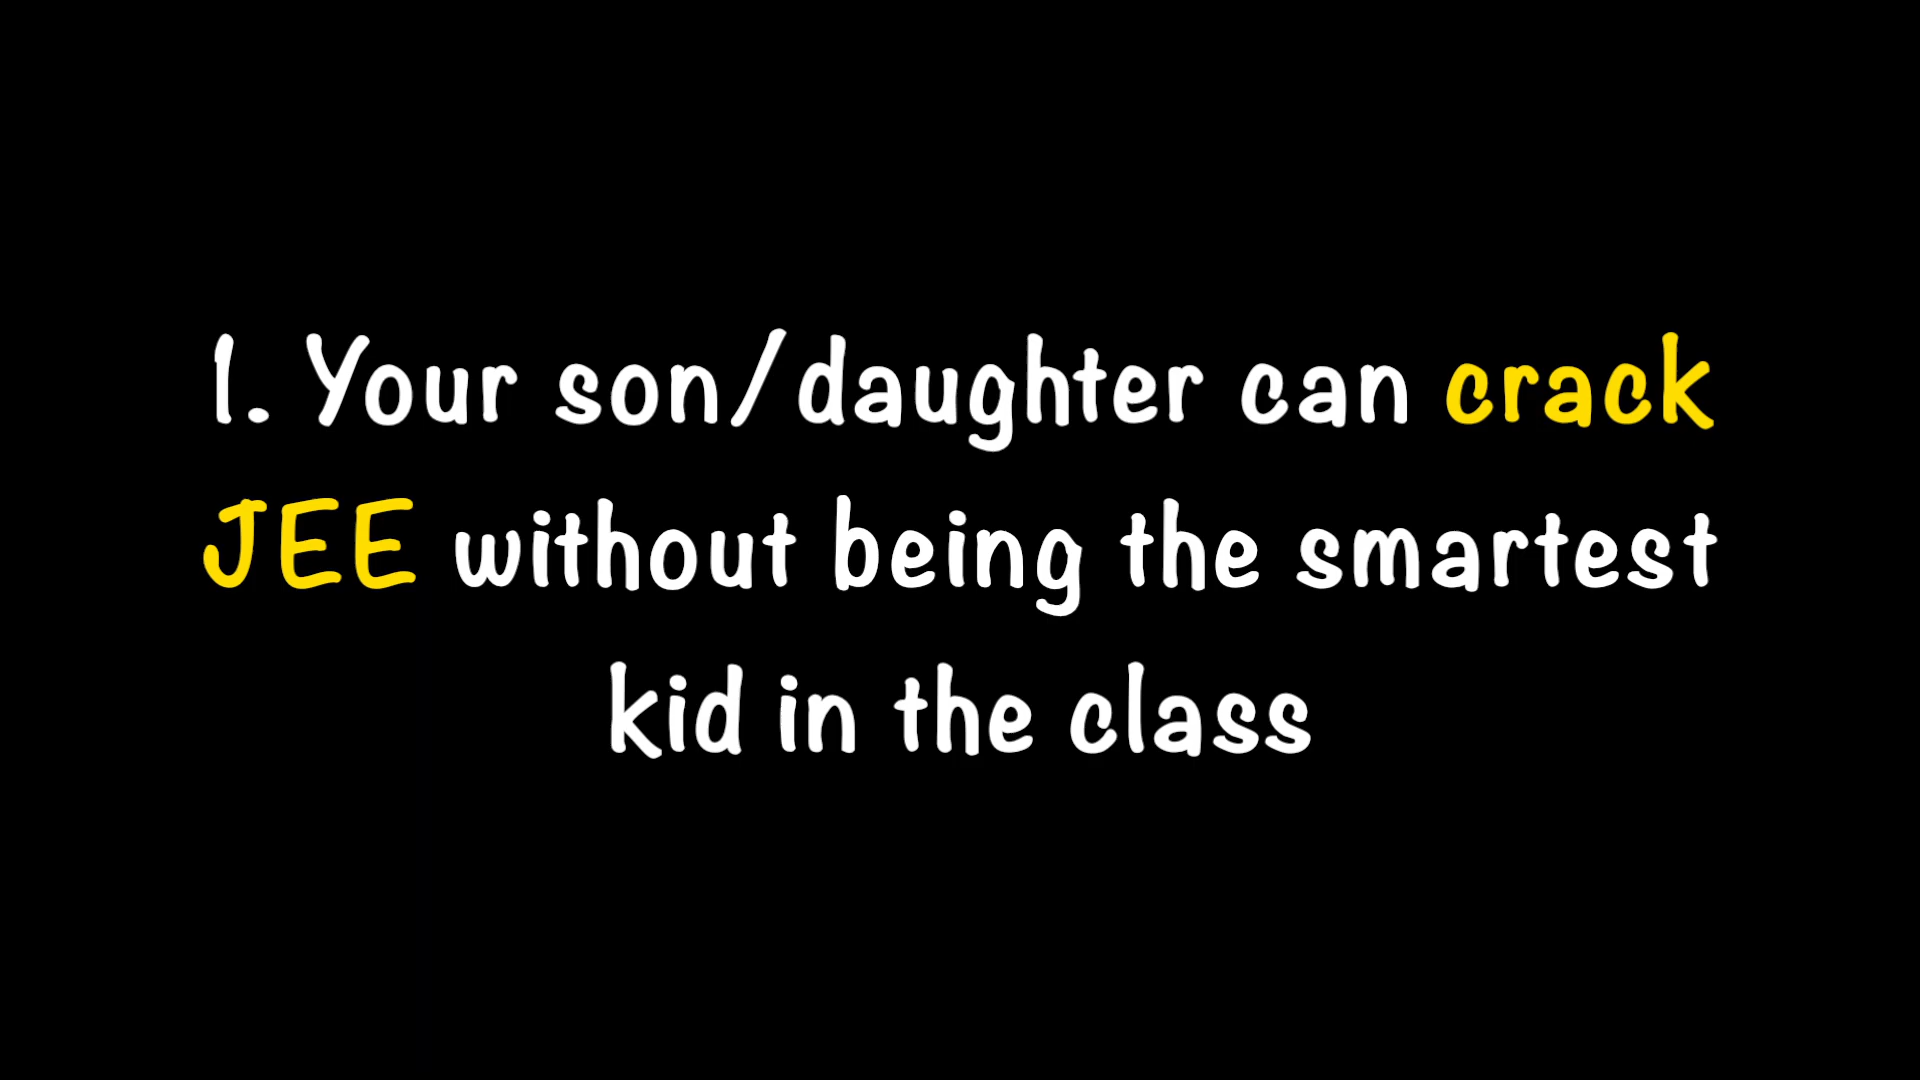 1. Your son/daughter can crack
JEE without being the smartest
kid in the class